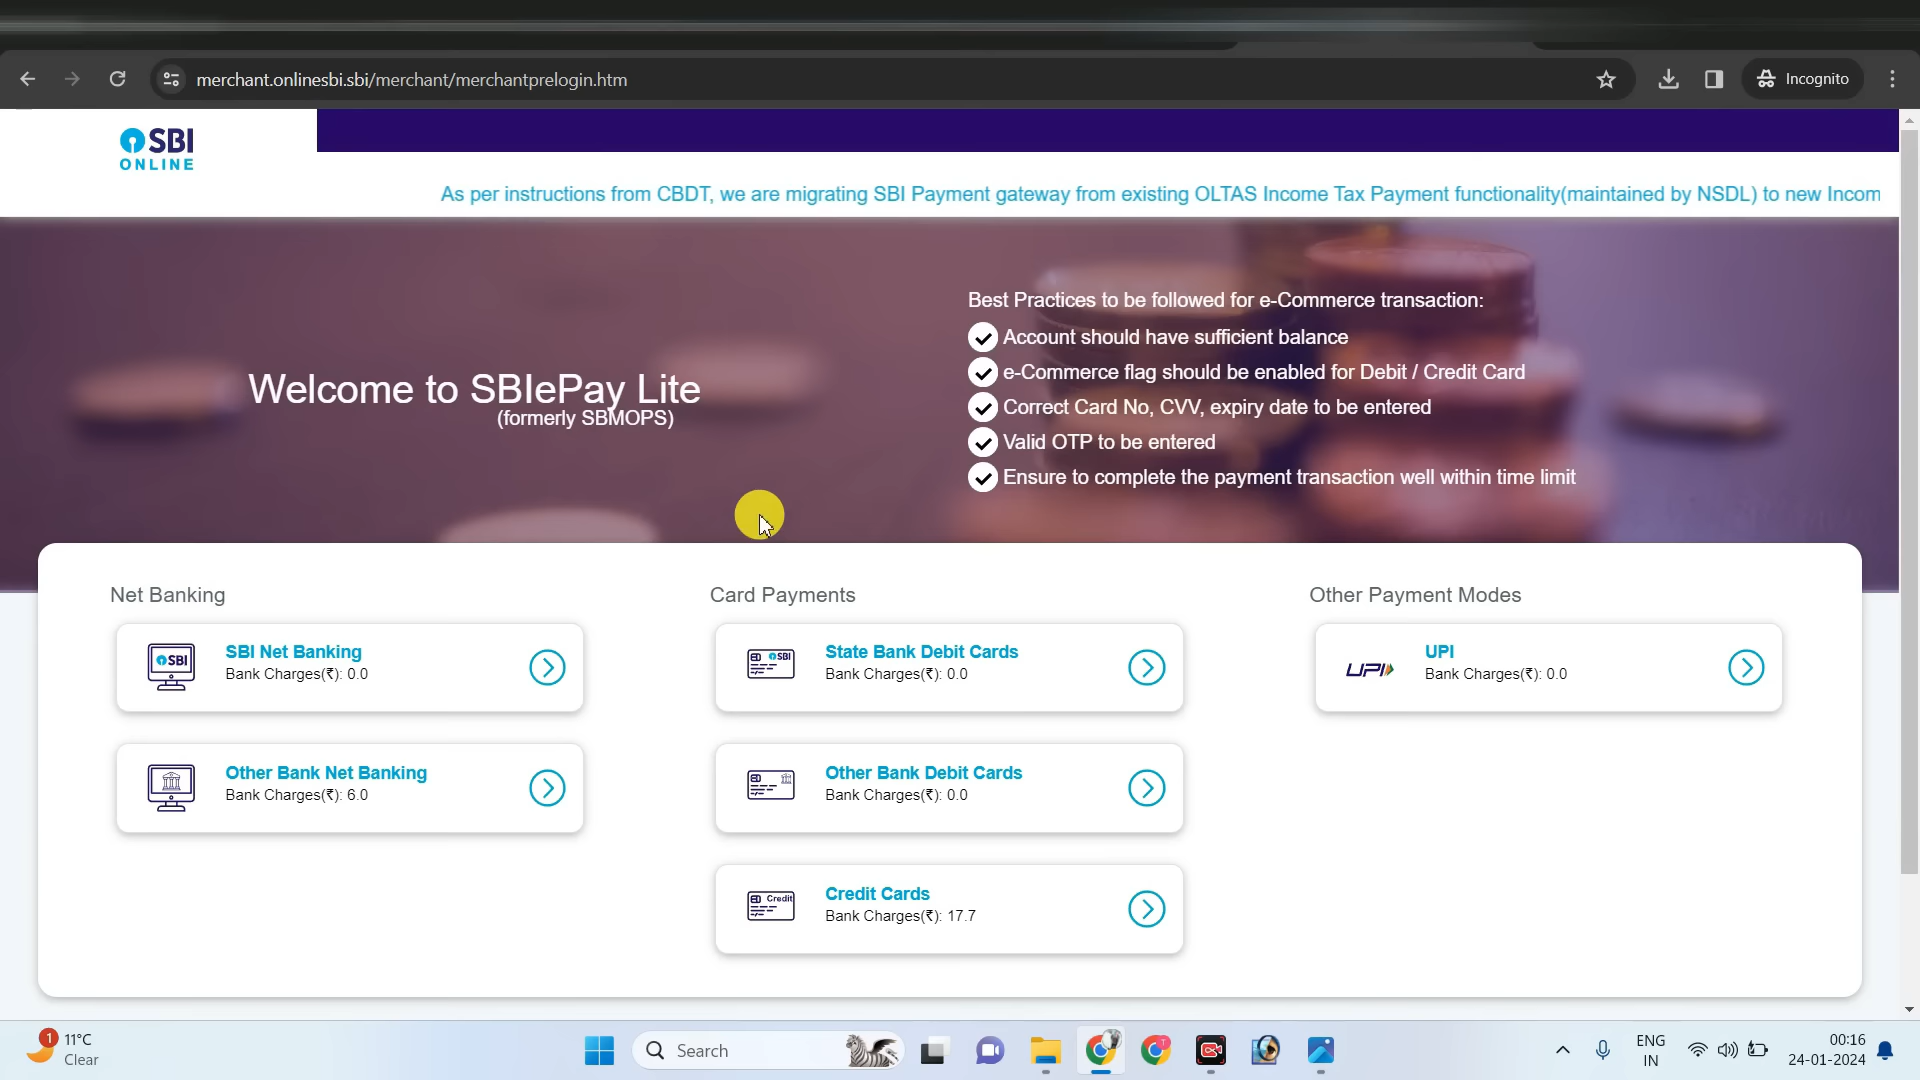 merchant.onlinesbi.sbi/merchant/merchantprelogin.htm
Incognito
SBI
ONLINE
As per instructions from CBDT, we are migrating SBI Payment gateway from existing OLTAS Income Tax Payment functionality(maintained by NSDL) to new Incom
Welcome to SBIePay Lite
(formerly SBMOPS)
Best Practices to be followed for e-Commerce transaction:
Account should have sufficient balance
e-Commerce flag should be enabled for Debit / Credit Card
Correct Card No, CVV, expiry date to be entered
Valid OTP to be entered
Ensure to complete the payment transaction well within time limit
Net Banking
SBI
SBI Net Banking
Bank Charges(₹): 0.0
Other Bank Net Banking
Bank Charges(₹): 6.0
Card Payments
SBI
State Bank Debit Cards
Bank Charges(₹): 0.0
Other Bank Debit Cards
Bank Charges(₹): 0.0
Credit
Credit Cards
Bank Charges(₹): 17.7
Other Payment Modes
UPI
UPI
Bank Charges(₹): 0.0
1
11°C
Clear
Search
T
ENG
IN
00:16
24-01-2024